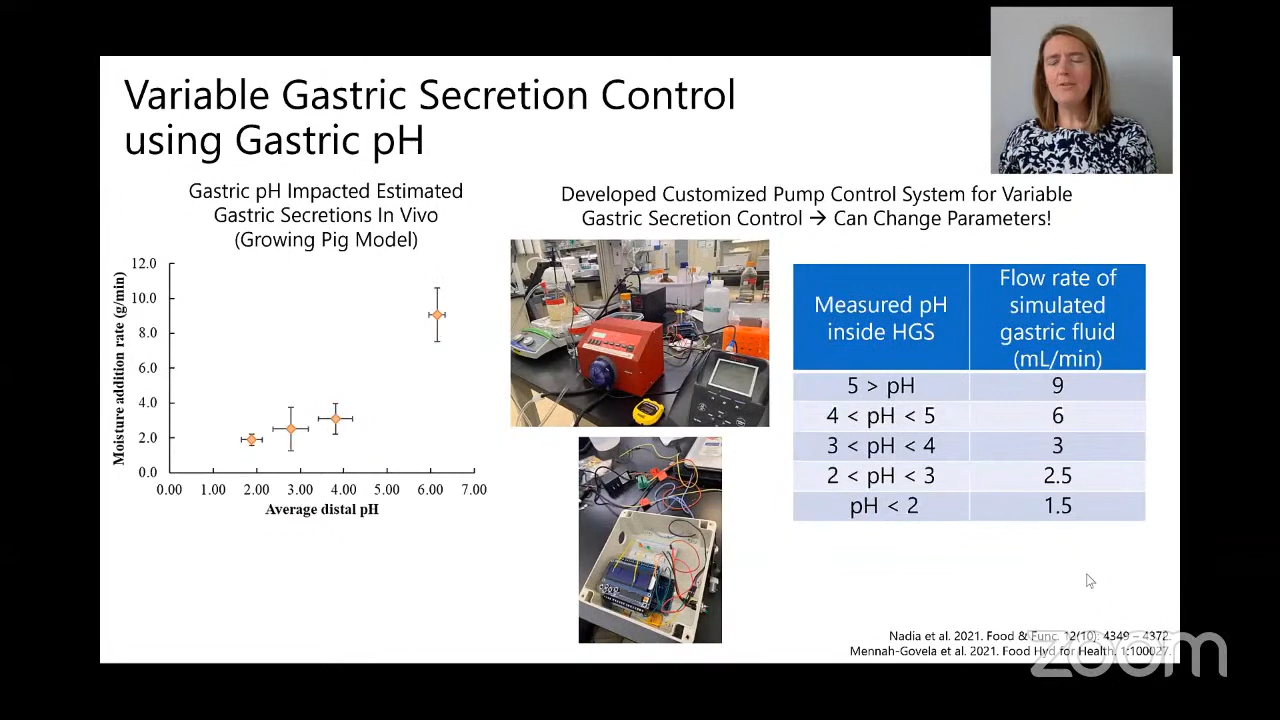 Variable Gastric Secretion Control
using Gastric pH
Gastric pH Impacted Estimated
Gastric Secretions In Vivo
(Growing Pig Model)
12.0
10.0
8.0
6.0
4.0
2.0
0.0
Moisture addition rate (g/min)
0.00 1.00 2.00 3.00 4.00 5.00 6.00 7.00
Average distal pH
Developed Customized Pump Control System for Variable
Gastric Secretion Control → Can Change Parameters!
Measured pH
inside HGS
Flow rate of
simulated
gastric fluid
(mL/min)
5 > pH 9
4 < pH < 5 6
3 < pH < 4 3
2 < pH < 3 2.5
pH < 2 1.5
Nadia et al. 2021. Food & Func. 12(10): 4349 – 4372.
Mennah-Govela et al. 2021. Food Hyd for Health. 1:100027.
zoom